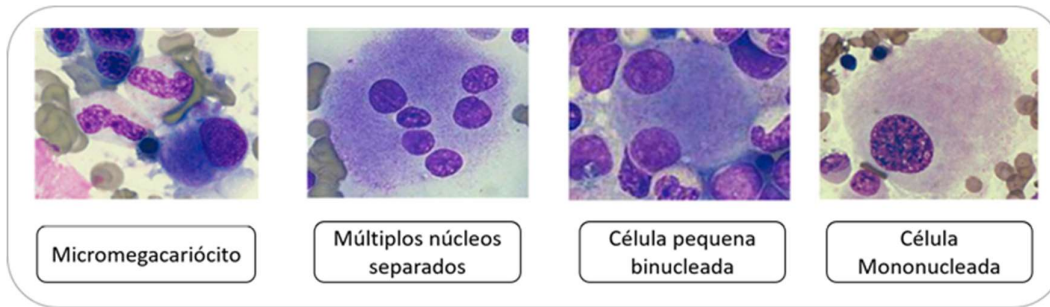 Micromegacariócito
Múltiplos núcleos
separados
Célula pequena
binucleada
Célula
Mononucleada